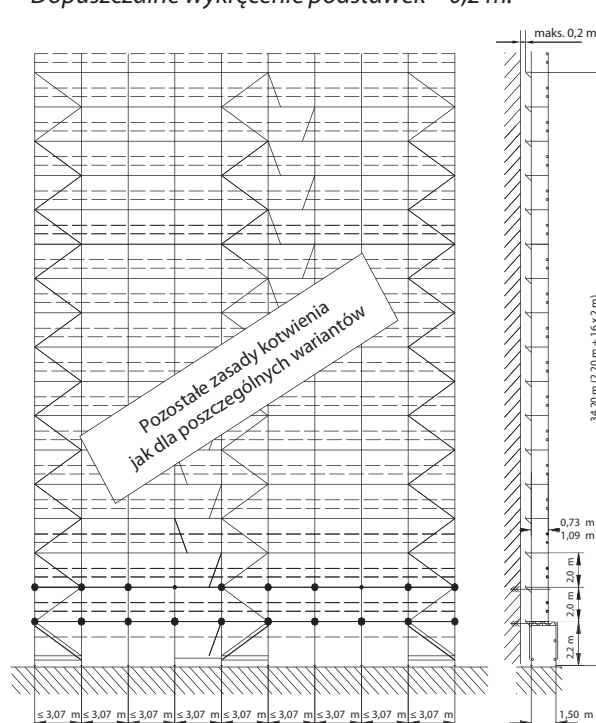 Dopuszczalne wykręcenie podstawek – 0,2 m.
maks. 0,2 m
Pozostałe zasady kotwienia
jak dla poszczególnych wariantów
34,20 m (2,20 m + 16 x 2 m)
0,73 m
1,09 m
2,0 m
2,0 m
2,2 m
≤ 3,07 m ≤ 3,07 m ≤ 3,07 m ≤ 3,07 m ≤ 3,07 m ≤ 3,07 m ≤ 3,07 m ≤ 3,07 m ≤ 3,07 m
1,50 m